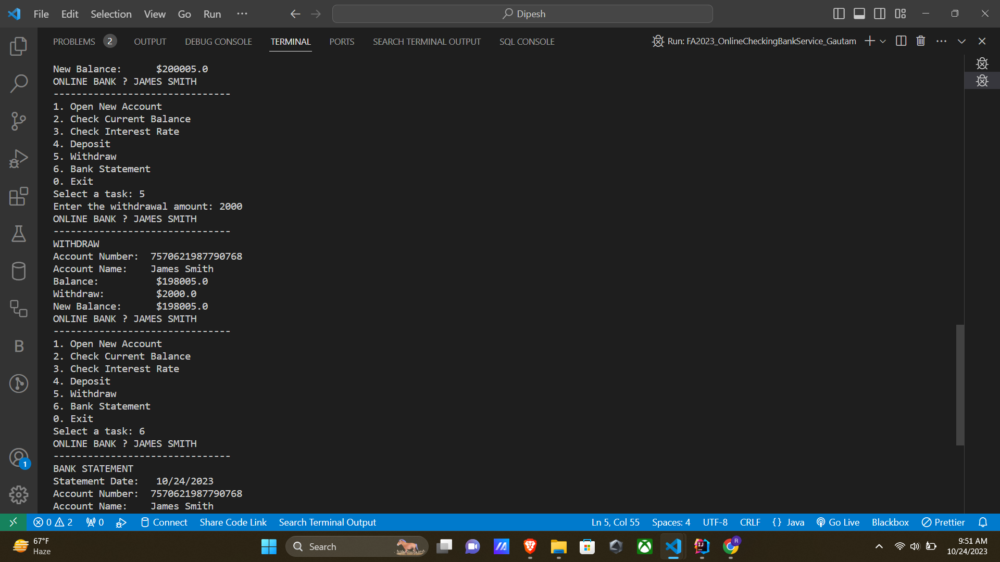 File Edit Selection View Go Run ··· Dipesh
PROBLEMS 2 OUTPUT DEBUG CONSOLE TERMINAL PORTS SEARCH TERMINAL OUTPUT SQL CONSOLE Run: FA2023_OnlineCheckingBankService_Gautam
New Balance:      $200005.0
ONLINE BANK ? JAMES SMITH
-------------------------------
1. Open New Account
2. Check Current Balance
3. Check Interest Rate
4. Deposit
5. Withdraw
6. Bank Statement
0. Exit
Select a task: 5
Enter the withdrawal amount: 2000
ONLINE BANK ? JAMES SMITH
-------------------------------
WITHDRAW
Account Number:  7570621987790768
Account Name:    James Smith
Balance:          $198005.0
Withdraw:         $2000.0
New Balance:      $198005.0
ONLINE BANK ? JAMES SMITH
-------------------------------
1. Open New Account
2. Check Current Balance
3. Check Interest Rate
4. Deposit
5. Withdraw
6. Bank Statement
0. Exit
Select a task: 6
ONLINE BANK ? JAMES SMITH
-------------------------------
BANK STATEMENT
Statement Date:   10/24/2023
Account Number:  7570621987790768
Account Name:    James Smith
B
1
0 2 0 Connect Share Code Link Search Terminal Output Ln 5, Col 55 Spaces: 4 UTF-8 CRLF {} Java Go Live Blackbox Prettier
67°F
Haze
Search
IJ
R
9:51 AM
10/24/2023